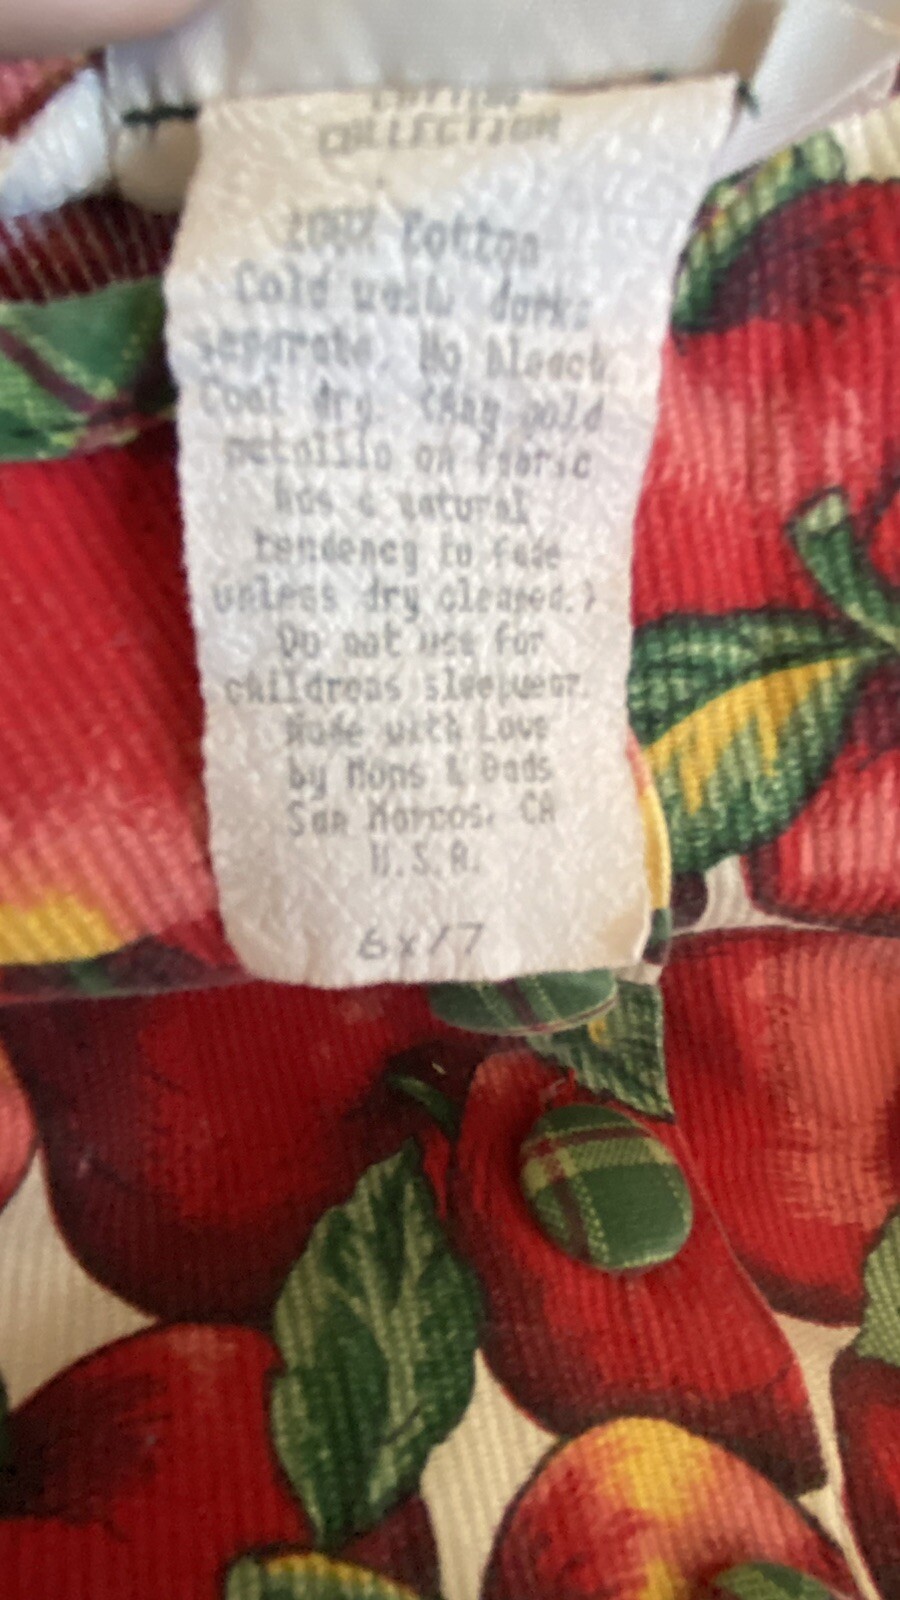 COTTON
COLLECTION
100% Cotton
Cold wash, darks
separate. No bleach.
Cool dry. (Any gold
metallic on fabric
has a natural
tendency to fade
unless dry cleaned.)
Do not use for
childrens sleepwear.
Made with Love
by Moms & Dads
San Marcos, CA
U.S.A.
6x/7